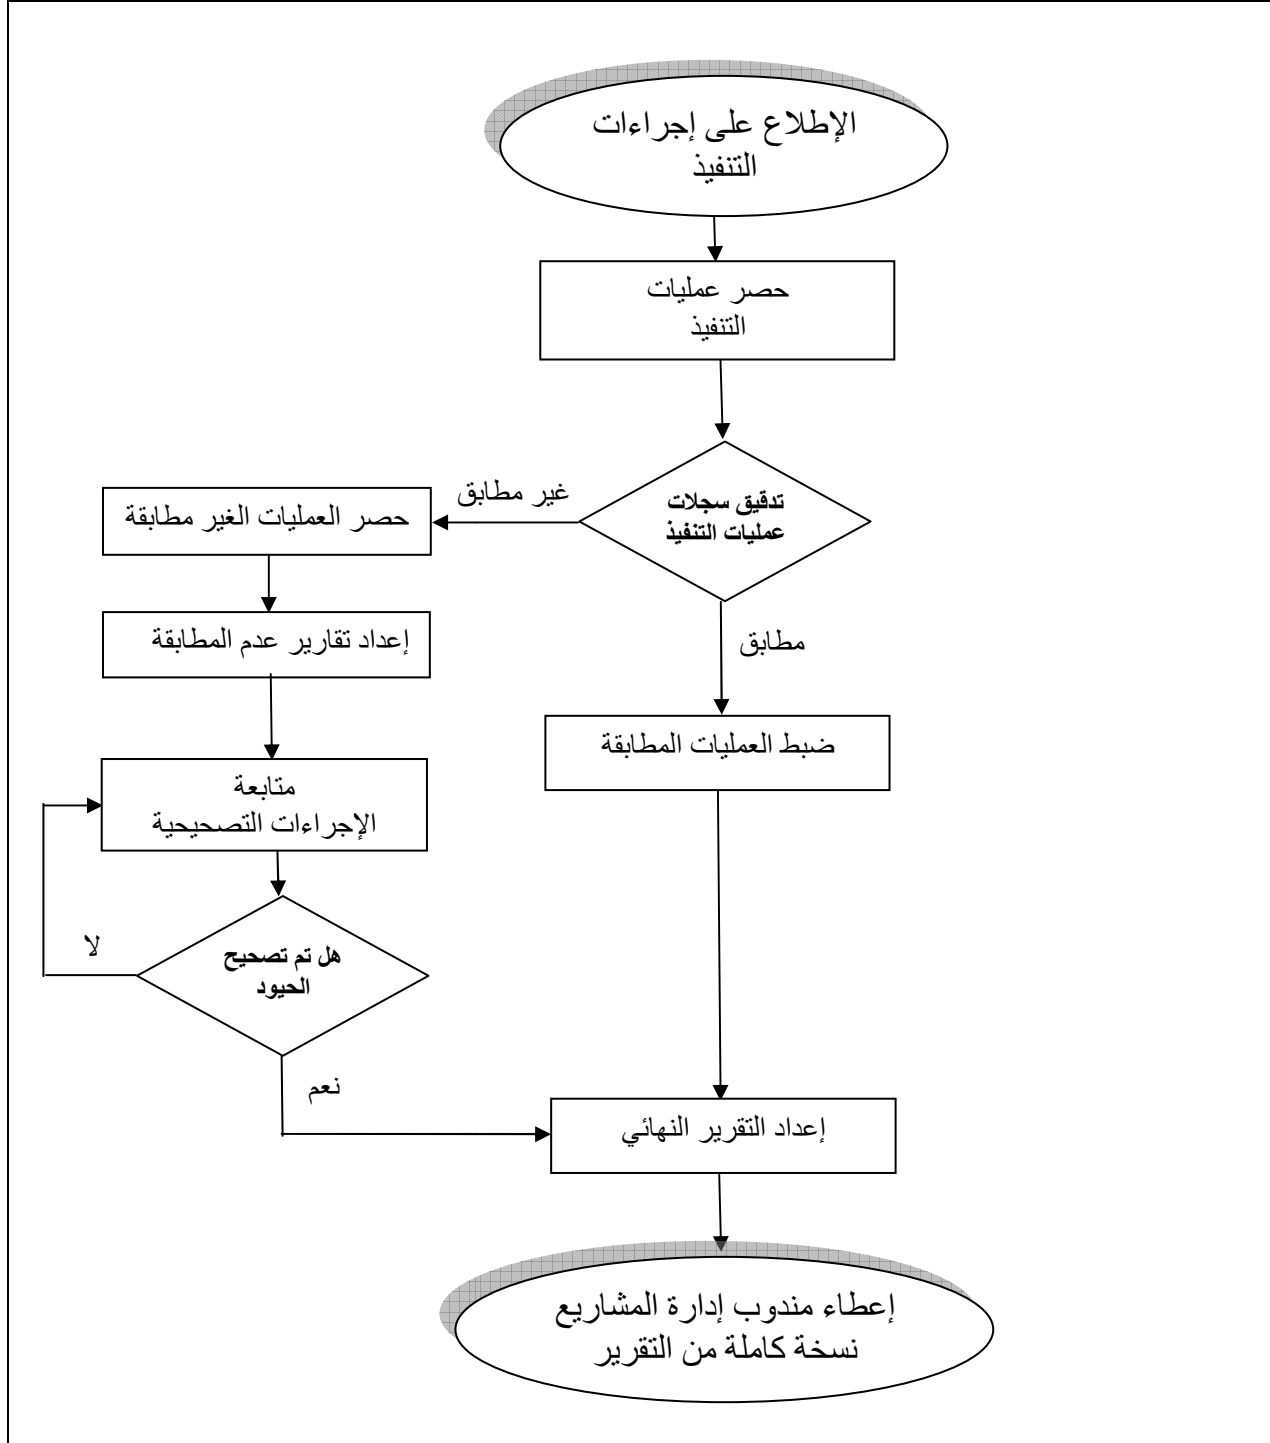 الإطلاع على إجراءات
التنفيذ
حصر عمليات
التنفيذ
تدقيق سجلات
عمليات التنفيذ
غير مطابق
حصر العمليات الغير مطابقة
إعداد تقارير عدم المطابقة
مطابق
ضبط العمليات المطابقة
متابعة
الإجراءات التصحيحية
هل تم تصحيح
الحيود
لا
نعم
إعداد التقرير النهائي
إعطاء مندوب إدارة المشاريع
نسخة كاملة من التقرير